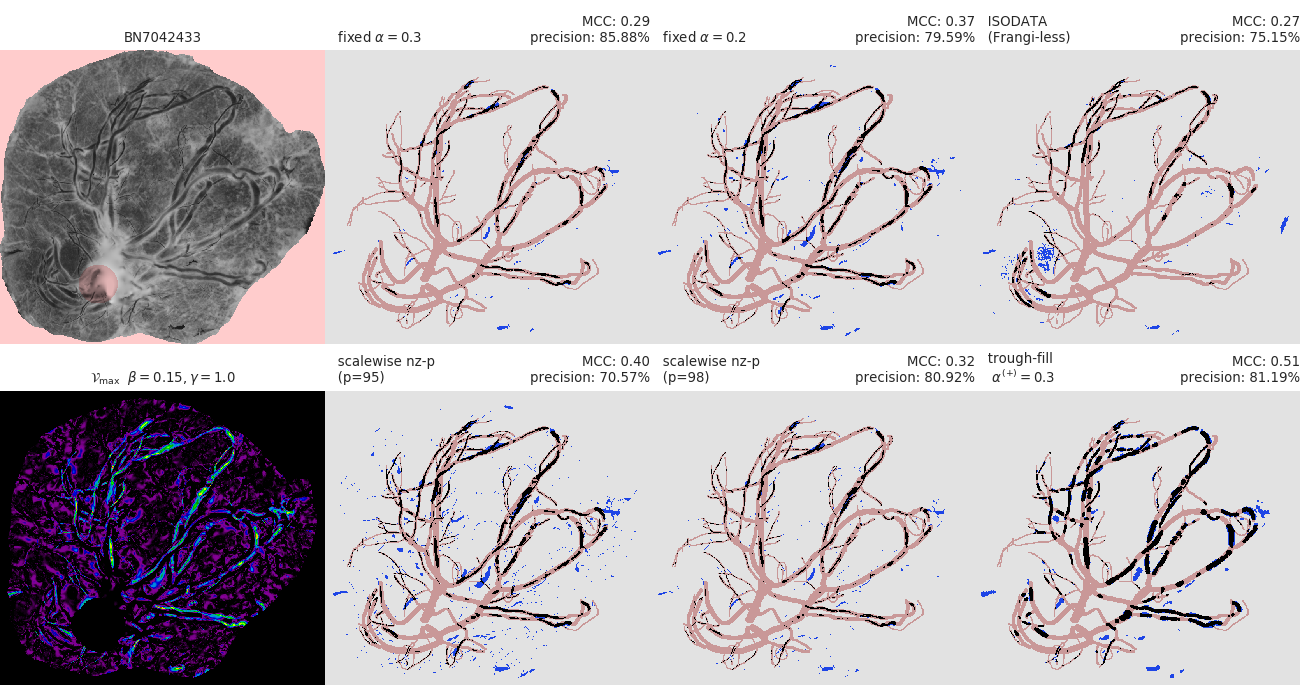 BN7042433
fixed α = 0.3
MCC: 0.29
precision: 85.88%
fixed α = 0.2
MCC: 0.37
precision: 79.59%
ISODATA
(Frangi-less)
MCC: 0.27
precision: 75.15%
𝒱max β = 0.15, γ = 1.0
scalewise nz-p
(p=95)
MCC: 0.40
precision: 70.57%
scalewise nz-p
(p=98)
MCC: 0.32
precision: 80.92%
trough-fill
α(+) = 0.3
MCC: 0.51
precision: 81.19%